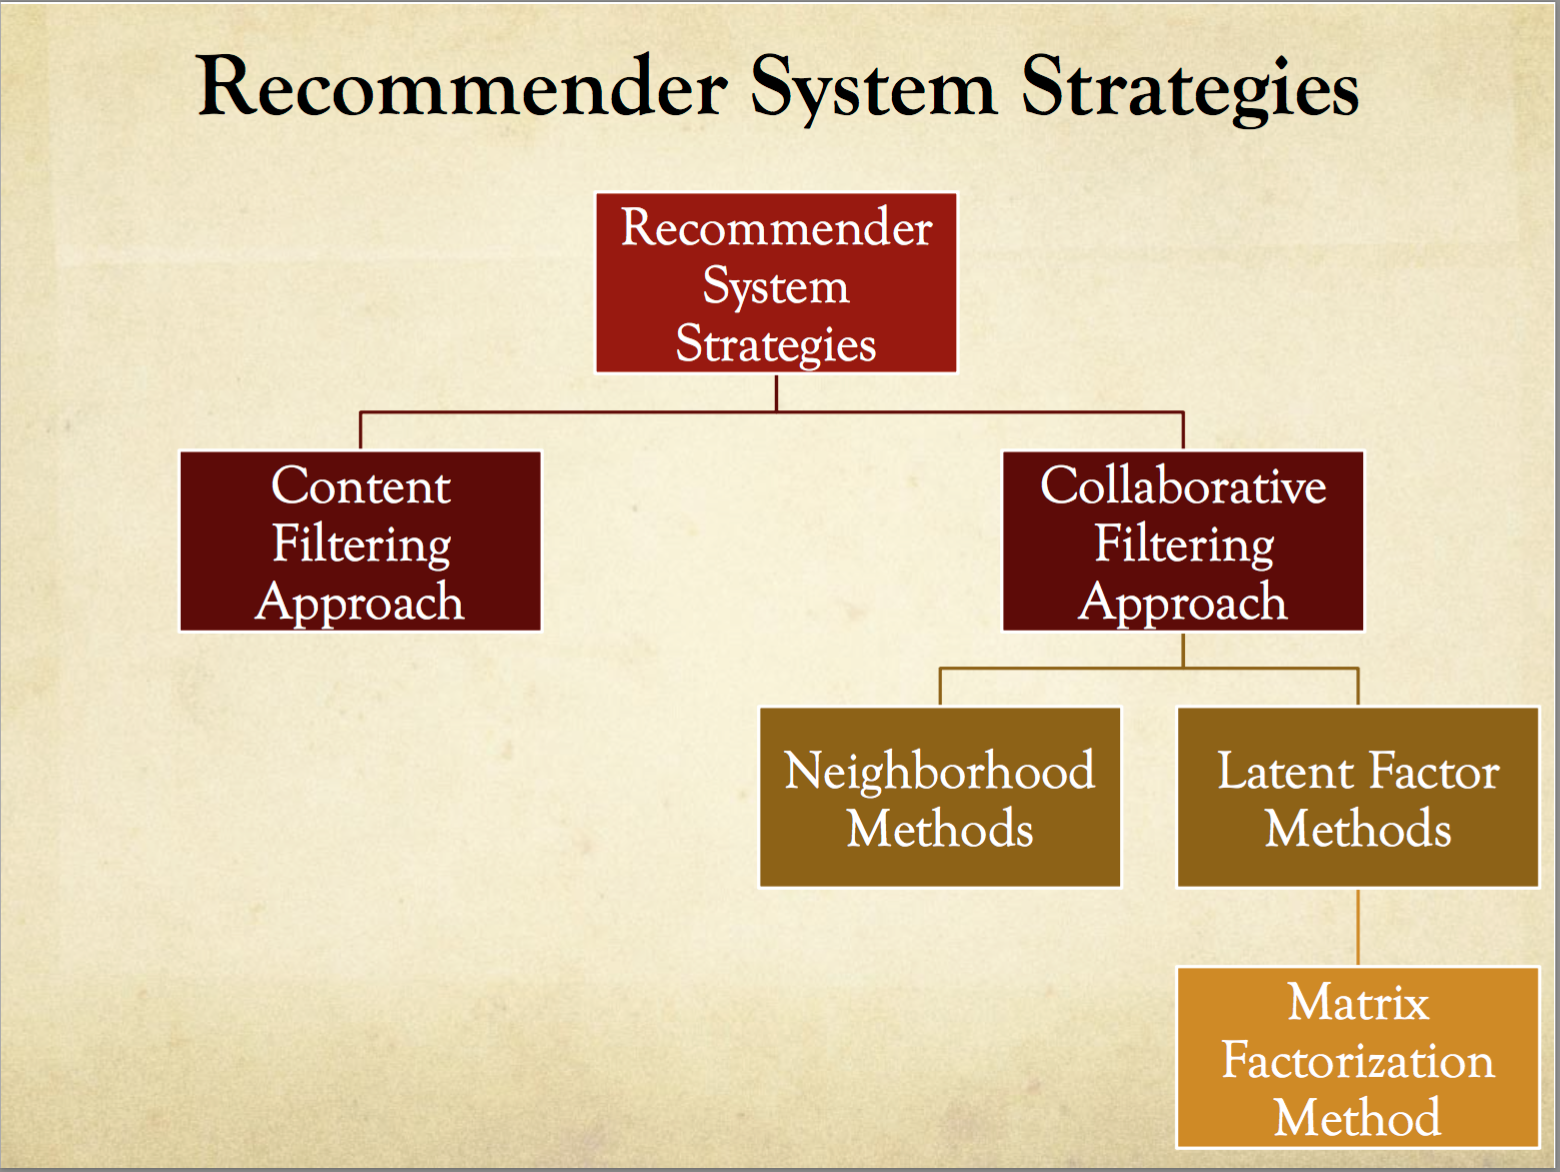 Recommender System Strategies
Recommender
System
Strategies
Content
Filtering
Approach
Collaborative
Filtering
Approach
Neighborhood
Methods
Latent Factor
Methods
Matrix
Factorization
Method